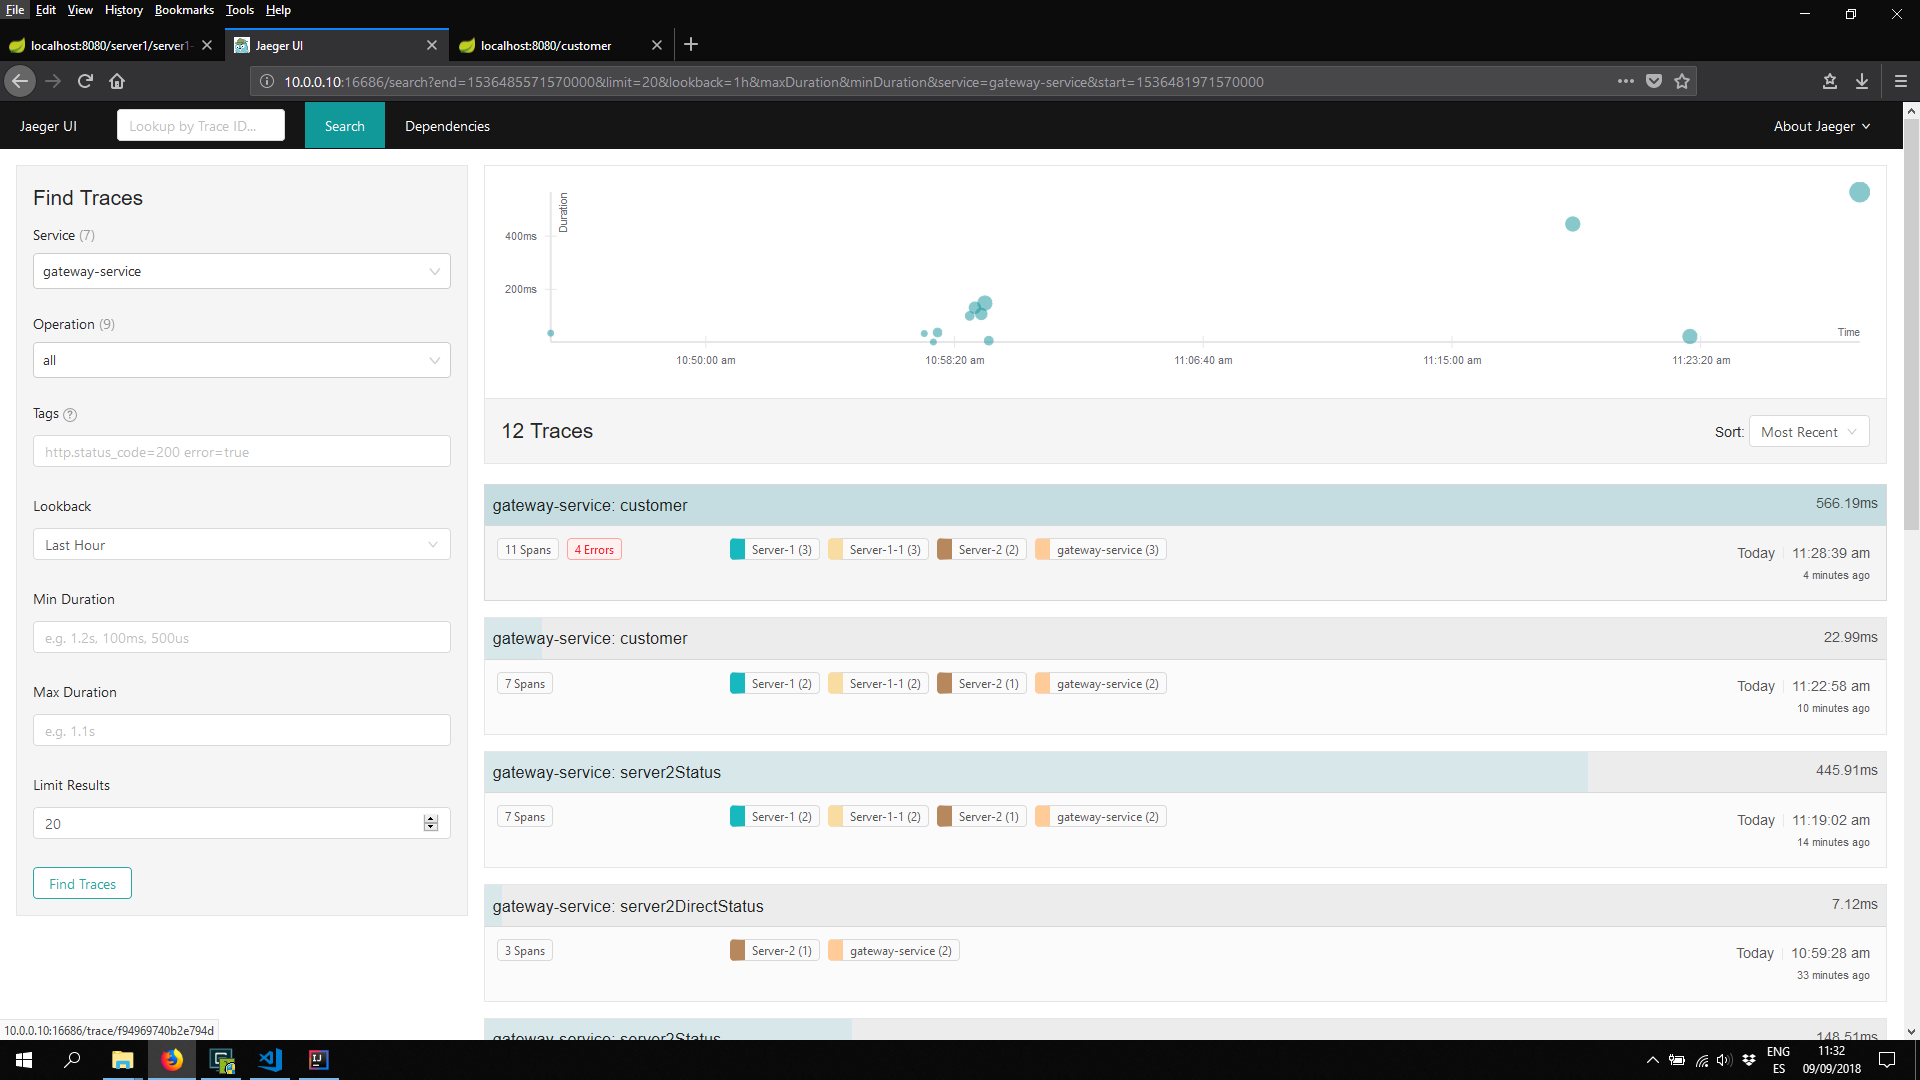 File Edit View History Bookmarks Tools Help
localhost:8080/server1/server1-
Jaeger UI
localhost:8080/customer
10.0.0.10:16686/search?end=1536485571570000&limit=20&lookback=1h&maxDuration&minDuration&service=gateway-service&start=1536481971570000
Jaeger UI
Lookup by Trace ID...
Search
Dependencies
About Jaeger
Find Traces
Service (7)
gateway-service
Operation (9)
all
Tags ?
http.status_code=200 error=true
Lookback
Last Hour
Min Duration
e.g. 1.2s, 100ms, 500us
Max Duration
e.g. 1.1s
Limit Results
20
Find Traces
Duration
400ms
200ms
Time
10:50:00 am 10:58:20 am 11:06:40 am 11:15:00 am 11:23:20 am
12 Traces
Sort: Most Recent
gateway-service: customer 566.19ms
11 Spans 4 Errors Server-1 (3) Server-1-1 (3) Server-2 (2) gateway-service (3) Today 11:28:39 am
4 minutes ago
gateway-service: customer 22.99ms
7 Spans Server-1 (2) Server-1-1 (2) Server-2 (1) gateway-service (2) Today 11:22:58 am
10 minutes ago
gateway-service: server2Status 445.91ms
7 Spans Server-1 (2) Server-1-1 (2) Server-2 (1) gateway-service (2) Today 11:19:02 am
14 minutes ago
gateway-service: server2DirectStatus 7.12ms
3 Spans Server-2 (1) gateway-service (2) Today 10:59:28 am
33 minutes ago
gateway-service: server2Status 148.51ms
10.0.0.10:16686/trace/f94969740b2e794d
ENG
ES
11:32
09/09/2018